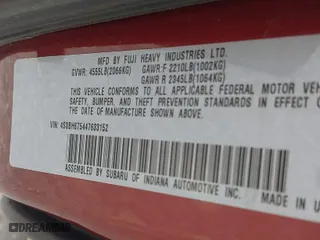 MFD BY FUJI HEAVY INDUSTRIES LTD.
GVWR: 4555LB(2066KG) GAWR:F 2210LB(1002KG)
GAWR R 2345LB(1064KG)
THIS VEHICLE CONFORMS TO ALL APPLICABLE FEDERAL MOTOR VEH
SAFETY, BUMPER, AND THEFT PREVENTION STANDARDS IN EFFECT ON
THE DATE OF MANUFACTURE SHOWN ABOVE.
VIN: 4S3BH675447633152
ASSEMBLED BY SUBARU OF INDIANA AUTOMOTIVE INC.
MADE IN U